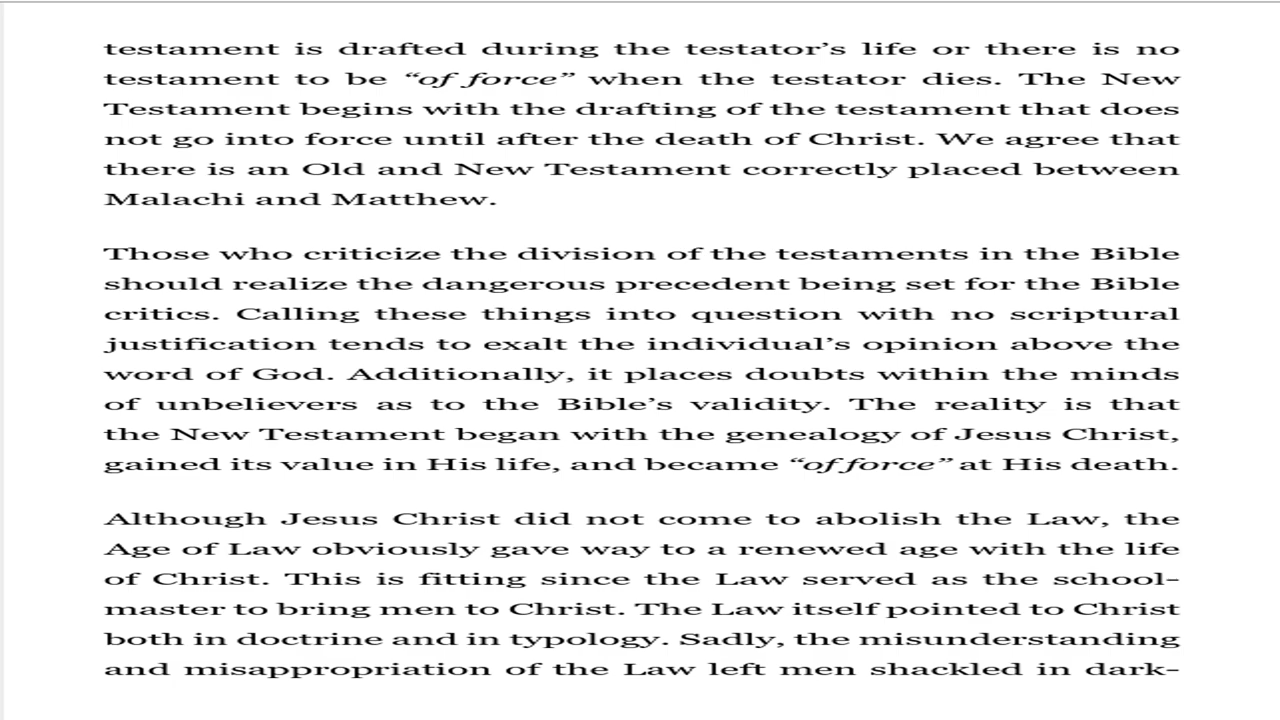 testament is drafted during the testator’s life or there is no
testament to be “of force” when the testator dies. The New
Testament begins with the drafting of the testament that does
not go into force until after the death of Christ. We agree that
there is an Old and New Testament correctly placed between
Malachi and Matthew.
Those who criticize the division of the testaments in the Bible
should realize the dangerous precedent being set for the Bible
critics. Calling these things into question with no scriptural
justification tends to exalt the individual’s opinion above the
word of God. Additionally, it places doubts within the minds
of unbelievers as to the Bible’s validity. The reality is that
the New Testament began with the genealogy of Jesus Christ,
gained its value in His life, and became “of force” at His death.
Although Jesus Christ did not come to abolish the Law, the
Age of Law obviously gave way to a renewed age with the life
of Christ. This is fitting since the Law served as the school-
master to bring men to Christ. The Law itself pointed to Christ
both in doctrine and in typology. Sadly, the misunderstanding
and misappropriation of the Law left men shackled in dark-